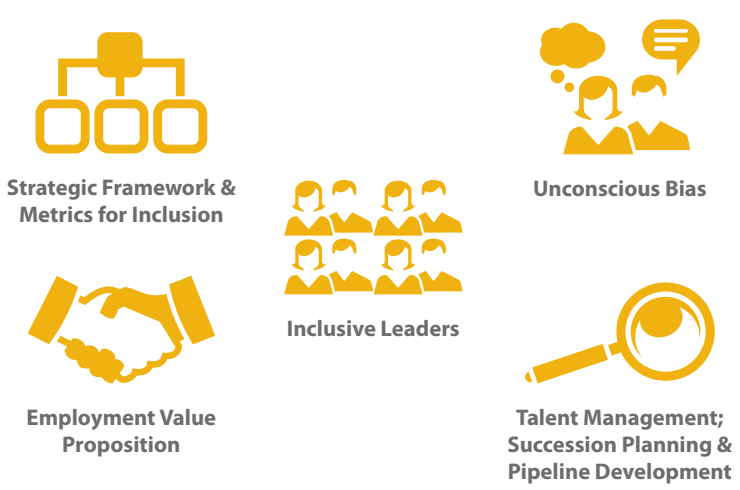 Strategic Framework &
Metrics for Inclusion
Unconscious Bias
Inclusive Leaders
Employment Value
Proposition
Talent Management;
Succession Planning &
Pipeline Development